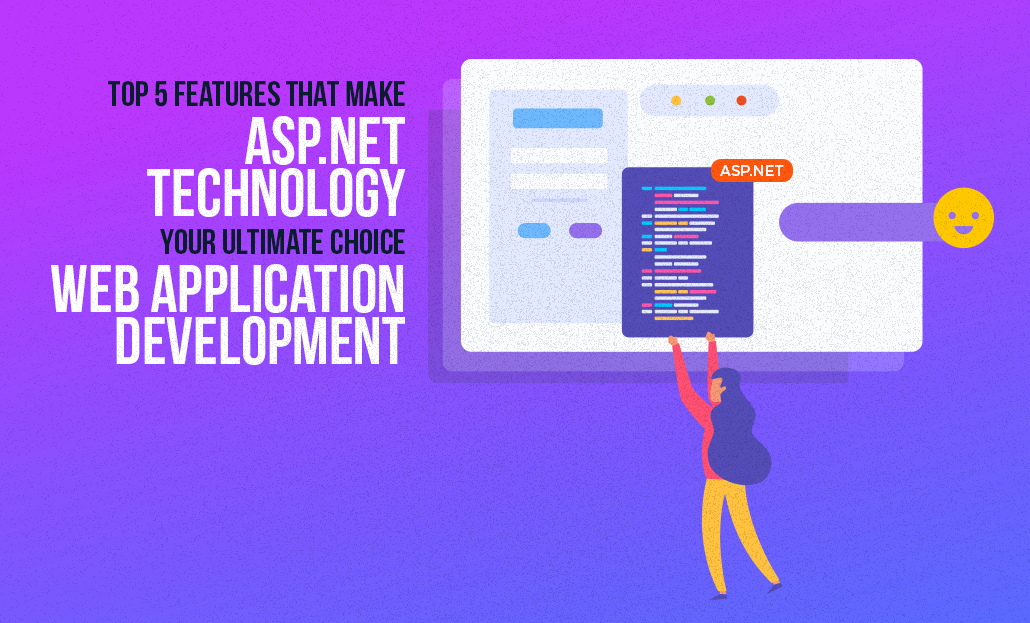 TOP 5 FEATURES THAT MAKE
ASP.NET
TECHNOLOGY
YOUR ULTIMATE CHOICE
WEB APPLICATION
DEVELOPMENT
ASP.NET